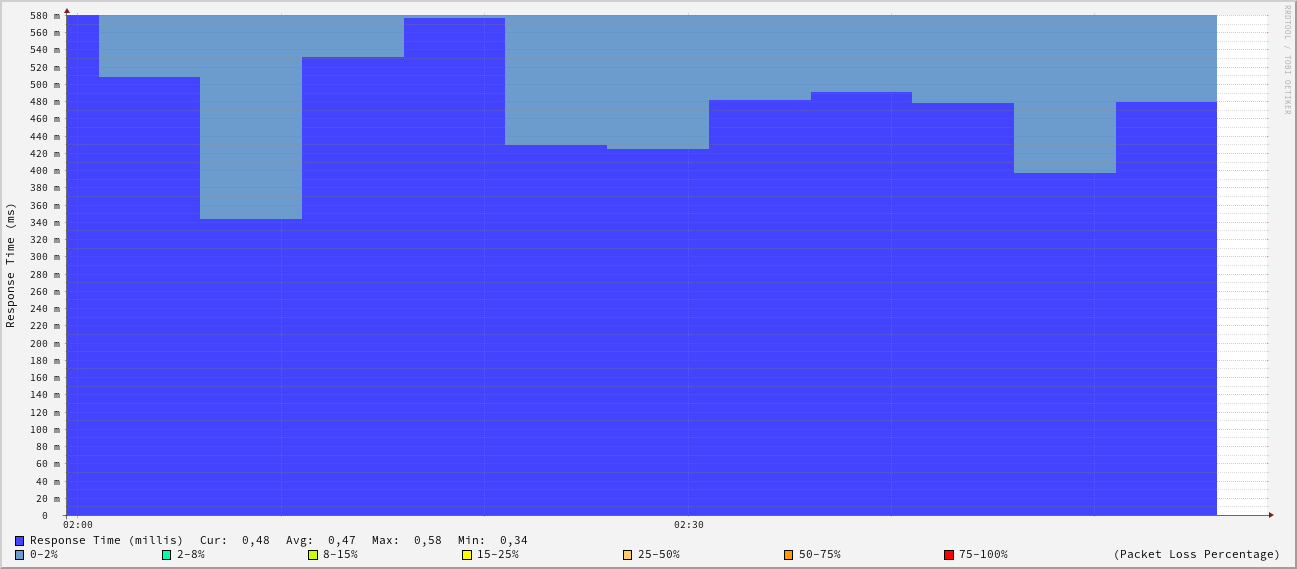 RRDTOOL / TOBI OETIKER
Response Time (ms)
580 m
560 m
540 m
520 m
500 m
480 m
460 m
440 m
420 m
400 m
380 m
360 m
340 m
320 m
300 m
280 m
260 m
240 m
220 m
200 m
180 m
160 m
140 m
120 m
100 m
80 m
60 m
40 m
20 m
0
02:00 02:30
Response Time (millis) Cur: 0,48 Avg: 0,47 Max: 0,58 Min: 0,34
0-2% 2-8% 8-15% 15-25% 25-50% 50-75% 75-100% (Packet Loss Percentage)